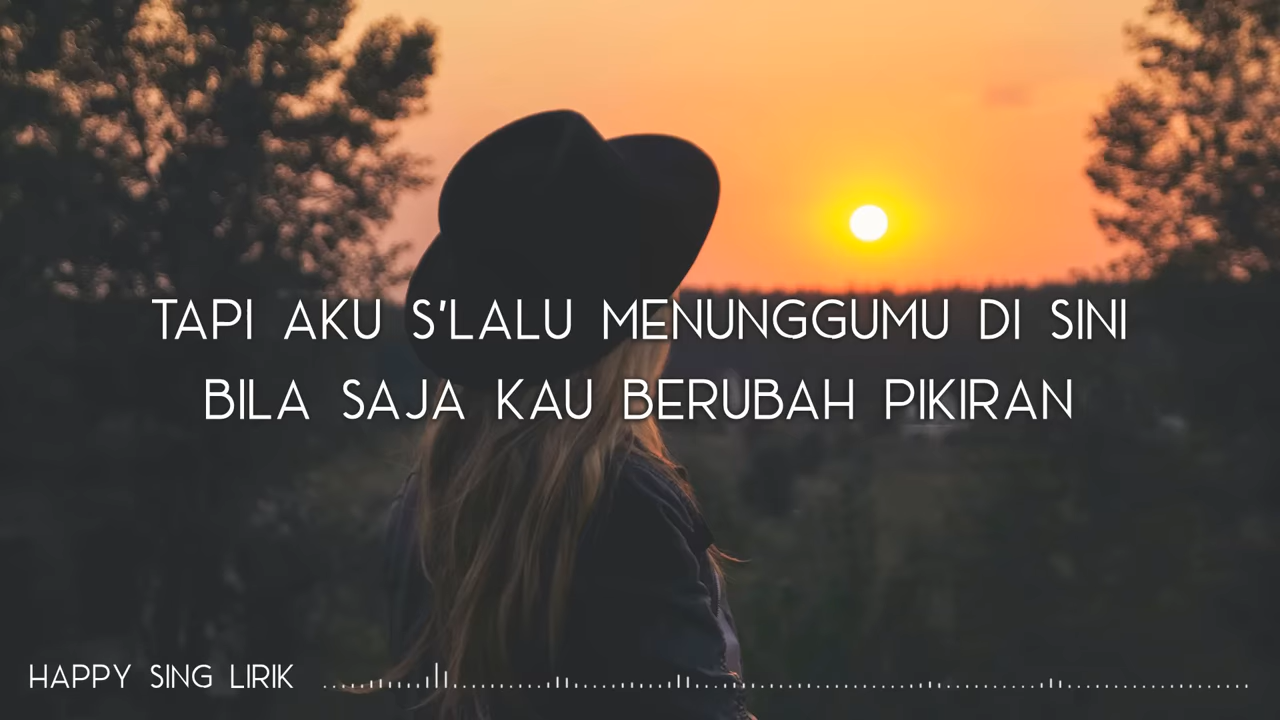 TAPI AKU S'LALU MENUNGGUMU DI SINI
BILA SAJA KAU BERUBAH PIKIRAN
HAPPY SING LIRIK